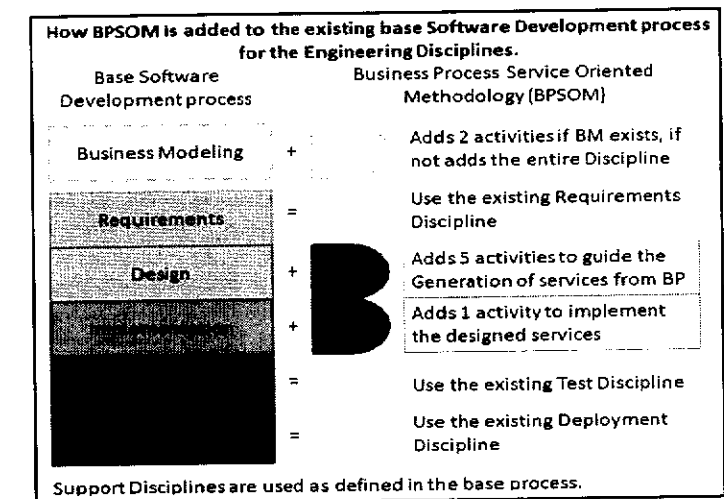 How BPSOM is added to the existing base Software Development process
for the Engineering Disciplines.
Base Software
Development process
Business Process Service Oriented
Methodology (BPSOM)
Business Modeling
+
Adds 2 activities if BM exists, if
not adds the entire Discipline
Requirements
=
Use the existing Requirements
Discipline
Design
+
Adds 5 activities to guide the
Generation of services from BP
+
Adds 1 activity to implement
the designed services
=
Use the existing Test Discipline
=
Use the existing Deployment
Discipline
Support Disciplines are used as defined in the base process.